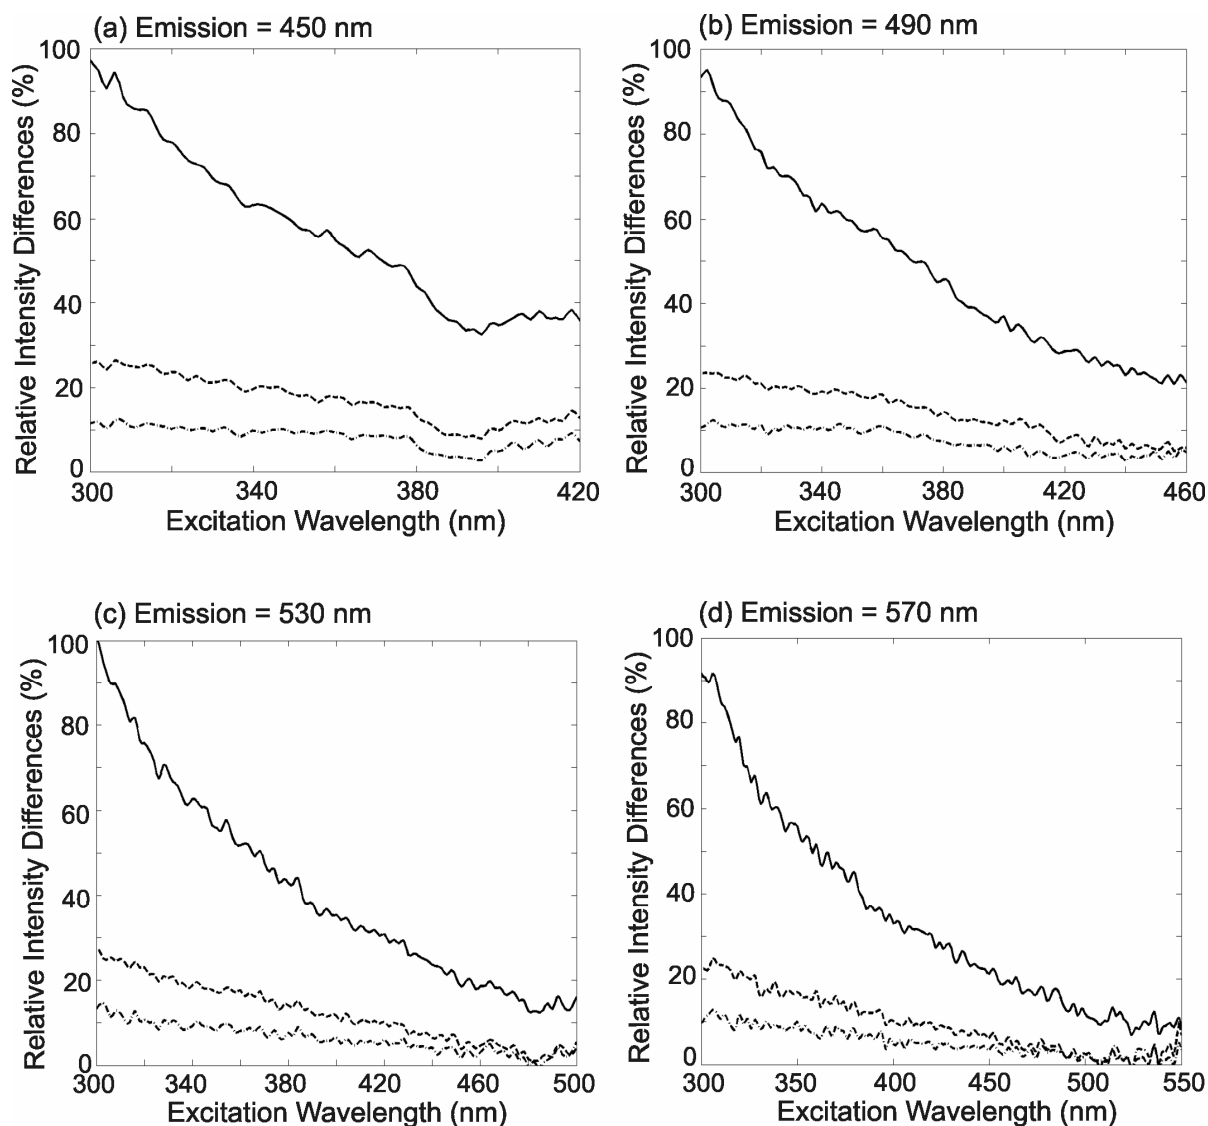 (a) Emission = 450 nm
100
80
60
40
20
0
300 340 380 420
Excitation Wavelength (nm)
Relative Intensity Differences (%)
(b) Emission = 490 nm
100
80
60
40
20
0
300 340 380 420 460
Excitation Wavelength (nm)
Relative Intensity Differences (%)
(c) Emission = 530 nm
100
80
60
40
20
0
300 340 380 420 460 500
Excitation Wavelength (nm)
Relative Intensity Differences (%)
(d) Emission = 570 nm
100
80
60
40
20
0
300 350 400 450 500 550
Excitation Wavelength (nm)
Relative Intensity Differences (%)